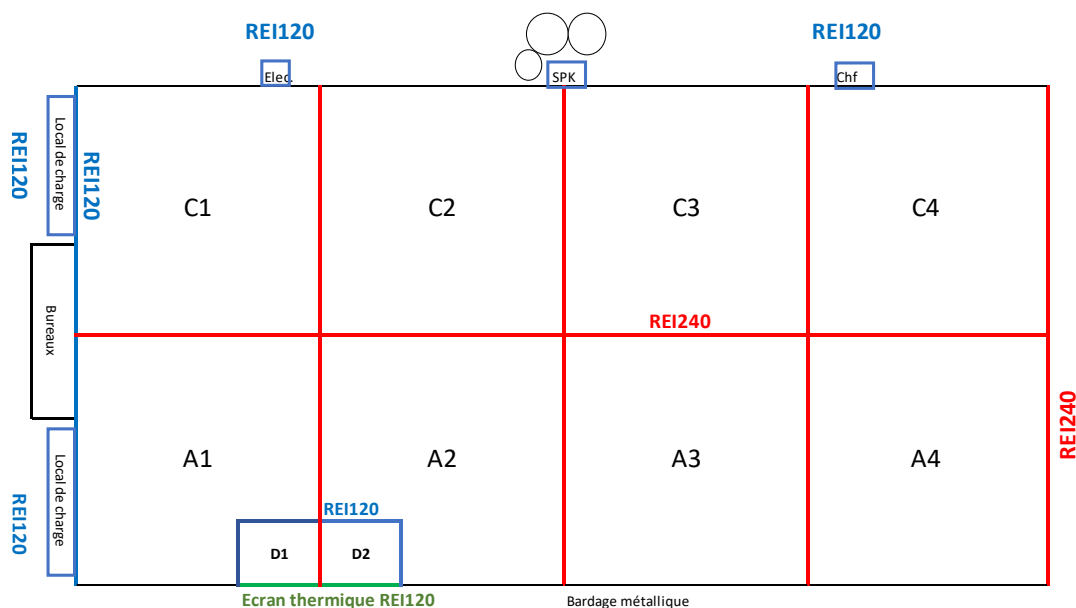 REI120
REI120
Elec.
SPK
Chf
Local de charge
REI120
REI120
C1
C2
C3
C4
Bureaux
REI240
REI240
A1
A2
A3
A4
Local de charge
REI120
REI120
D1
D2
Ecran thermique REI120
Bardage métallique